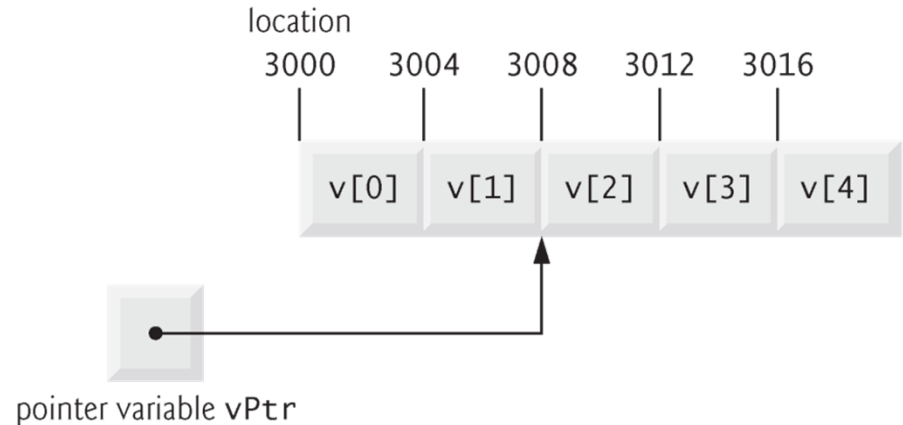 location
3000 3004 3008 3012 3016
v[0] v[1] v[2] v[3] v[4]
pointer variable vPtr